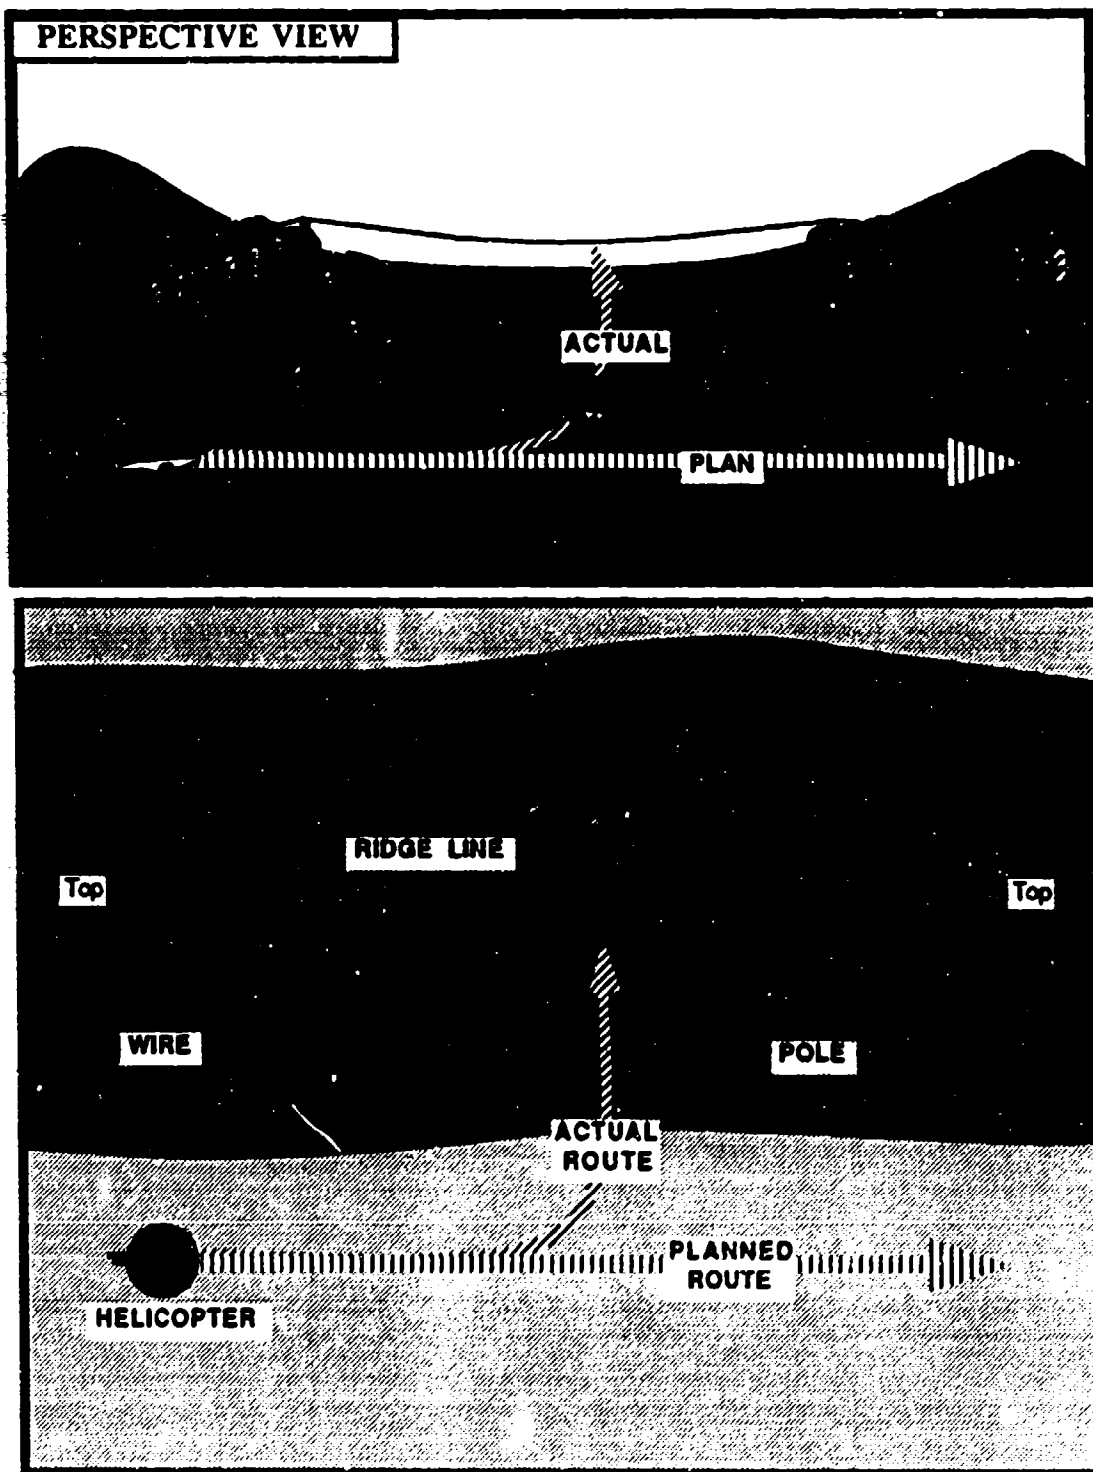 PERSPECTIVE VIEW
ACTUAL
PLAN
RIDGE LINE
Top
Top
WIRE
POLE
ACTUAL
ROUTE
PLANNED
ROUTE
HELICOPTER